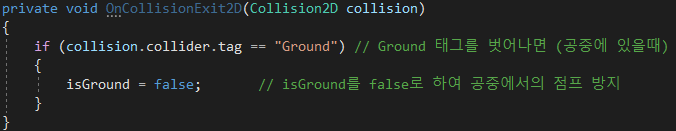 private void OnCollisionExit2D(Collision2D collision)
{
if (collision.collider.tag == "Ground") // Ground 태그를 벗어나면 (공중에 있을때)
{
isGround = false; // isGround를 false로 하여 공중에서의 점프 방지
}
}